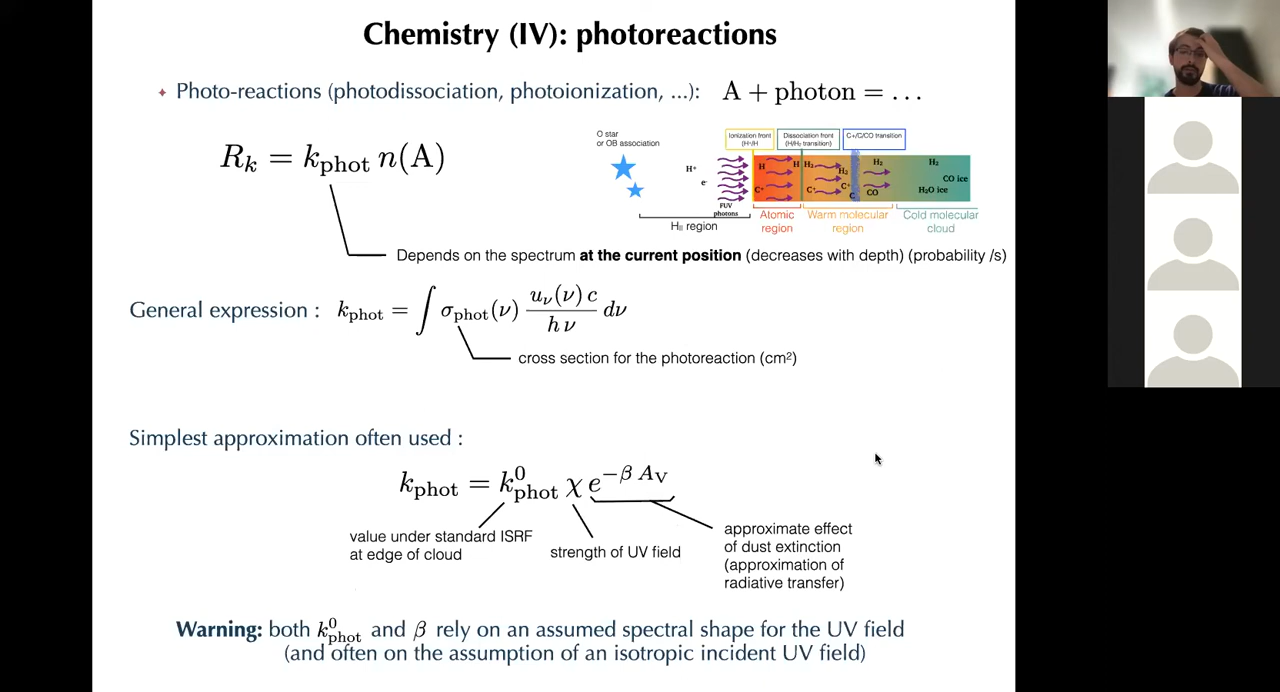 Chemistry (IV): photoreactions
✦ Photo-reactions (photodissociation, photoionization, ...): A + photon = . . .
R_k = k_phot n(A)
O star
or OB association
Ionization front
(H⁺/H
Dissociation front
(H/H₂ transition)
C+/C/CO transition
H⁺
e⁻
FUV
photons
H
C⁺
H
H₂
H₂
C⁺
C⁺
C
H₂
CO
H₂
CO ice
H₂O ice
HII region
Atomic
region
Warm molecular
region
Cold molecular
cloud
Depends on the spectrum at the current position (decreases with depth) (probability /s)
General expression : k_phot = ∫ σ_phot(ν) u_ν(ν) c / h ν dν
cross section for the photoreaction (cm²)
Simplest approximation often used :
k_phot = k⁰_phot χ e^{−β A_V}
value under standard ISRF
at edge of cloud
strength of UV field
approximate effect
of dust extinction
(approximation of
radiative transfer)
Warning: both k⁰_phot and β rely on an assumed spectral shape for the UV field
(and often on the assumption of an isotropic incident UV field)